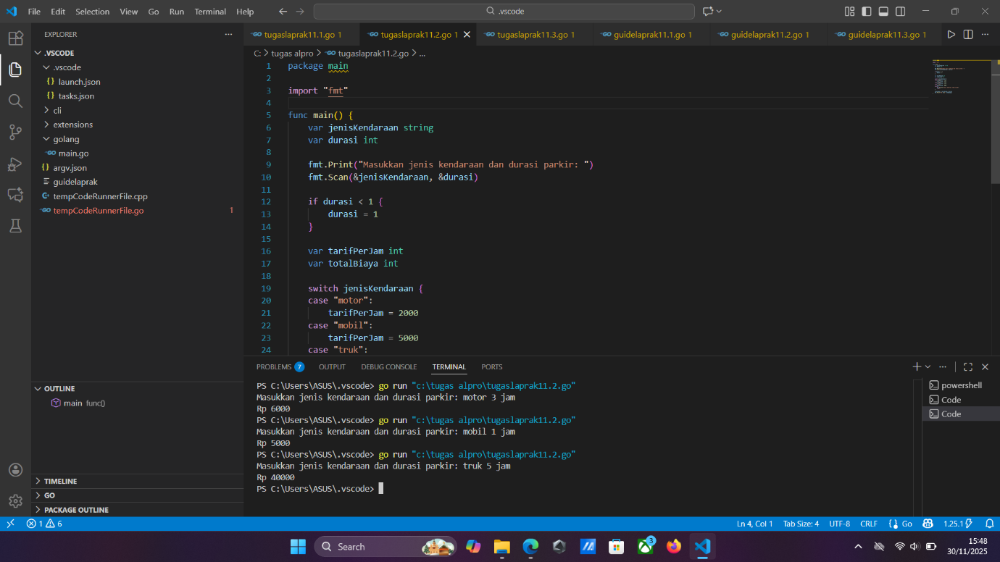 File Edit Selection View Go Run Terminal Help
.vscode
EXPLORER
.VSCODE
.vscode
launch.json
tasks.json
cli
extensions
golang
main.go
argv.json
guidelaprak
tempCodeRunnerFile.cpp
tempCodeRunnerFile.go 1
OUTLINE
main func()
TIMELINE
GO
PACKAGE OUTLINE
tugaslaprak11.1.go 1 tugaslaprak11.2.go 1 tugaslaprak11.3.go 1 guidelaprak11.1.go 1 guidelaprak11.2.go 1 guidelaprak11.3.go 1
C: > tugas alpro > tugaslaprak11.2.go > ...
1 package main
2
3 import "fmt"
4
5 func main() {
6 var jenisKendaraan string
7 var durasi int
8
9 fmt.Print("Masukkan jenis kendaraan dan durasi parkir: ")
10 fmt.Scan(&jenisKendaraan, &durasi)
11
12 if durasi < 1 {
13 durasi = 1
14 }
15
16 var tarifPerJam int
17 var totalBiaya int
18
19 switch jenisKendaraan {
20 case "motor":
21 tarifPerJam = 2000
22 case "mobil":
23 tarifPerJam = 5000
24 case "truk":
PROBLEMS 7 OUTPUT DEBUG CONSOLE TERMINAL PORTS
PS C:\Users\ASUS\.vscode> go run "c:\tugas alpro\tugaslaprak11.2.go"
Masukkan jenis kendaraan dan durasi parkir: motor 3 jam
Rp 6000
PS C:\Users\ASUS\.vscode> go run "c:\tugas alpro\tugaslaprak11.2.go"
Masukkan jenis kendaraan dan durasi parkir: mobil 1 jam
Rp 5000
PS C:\Users\ASUS\.vscode> go run "c:\tugas alpro\tugaslaprak11.2.go"
Masukkan jenis kendaraan dan durasi parkir: truk 5 jam
Rp 40000
PS C:\Users\ASUS\.vscode>
powershell
Code
Code
1 6
Ln 4, Col 1 Tab Size: 4 UTF-8 CRLF Go 1.25.1
Search
3
15:48
30/11/2025